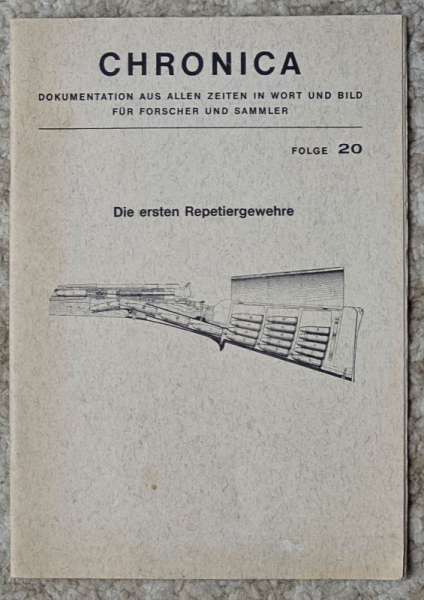 CHRONICA
DOKUMENTATION AUS ALLEN ZEITEN IN WORT UND BILD
FÜR FORSCHER UND SAMMLER
FOLGE 20
Die ersten Repetiergewehre